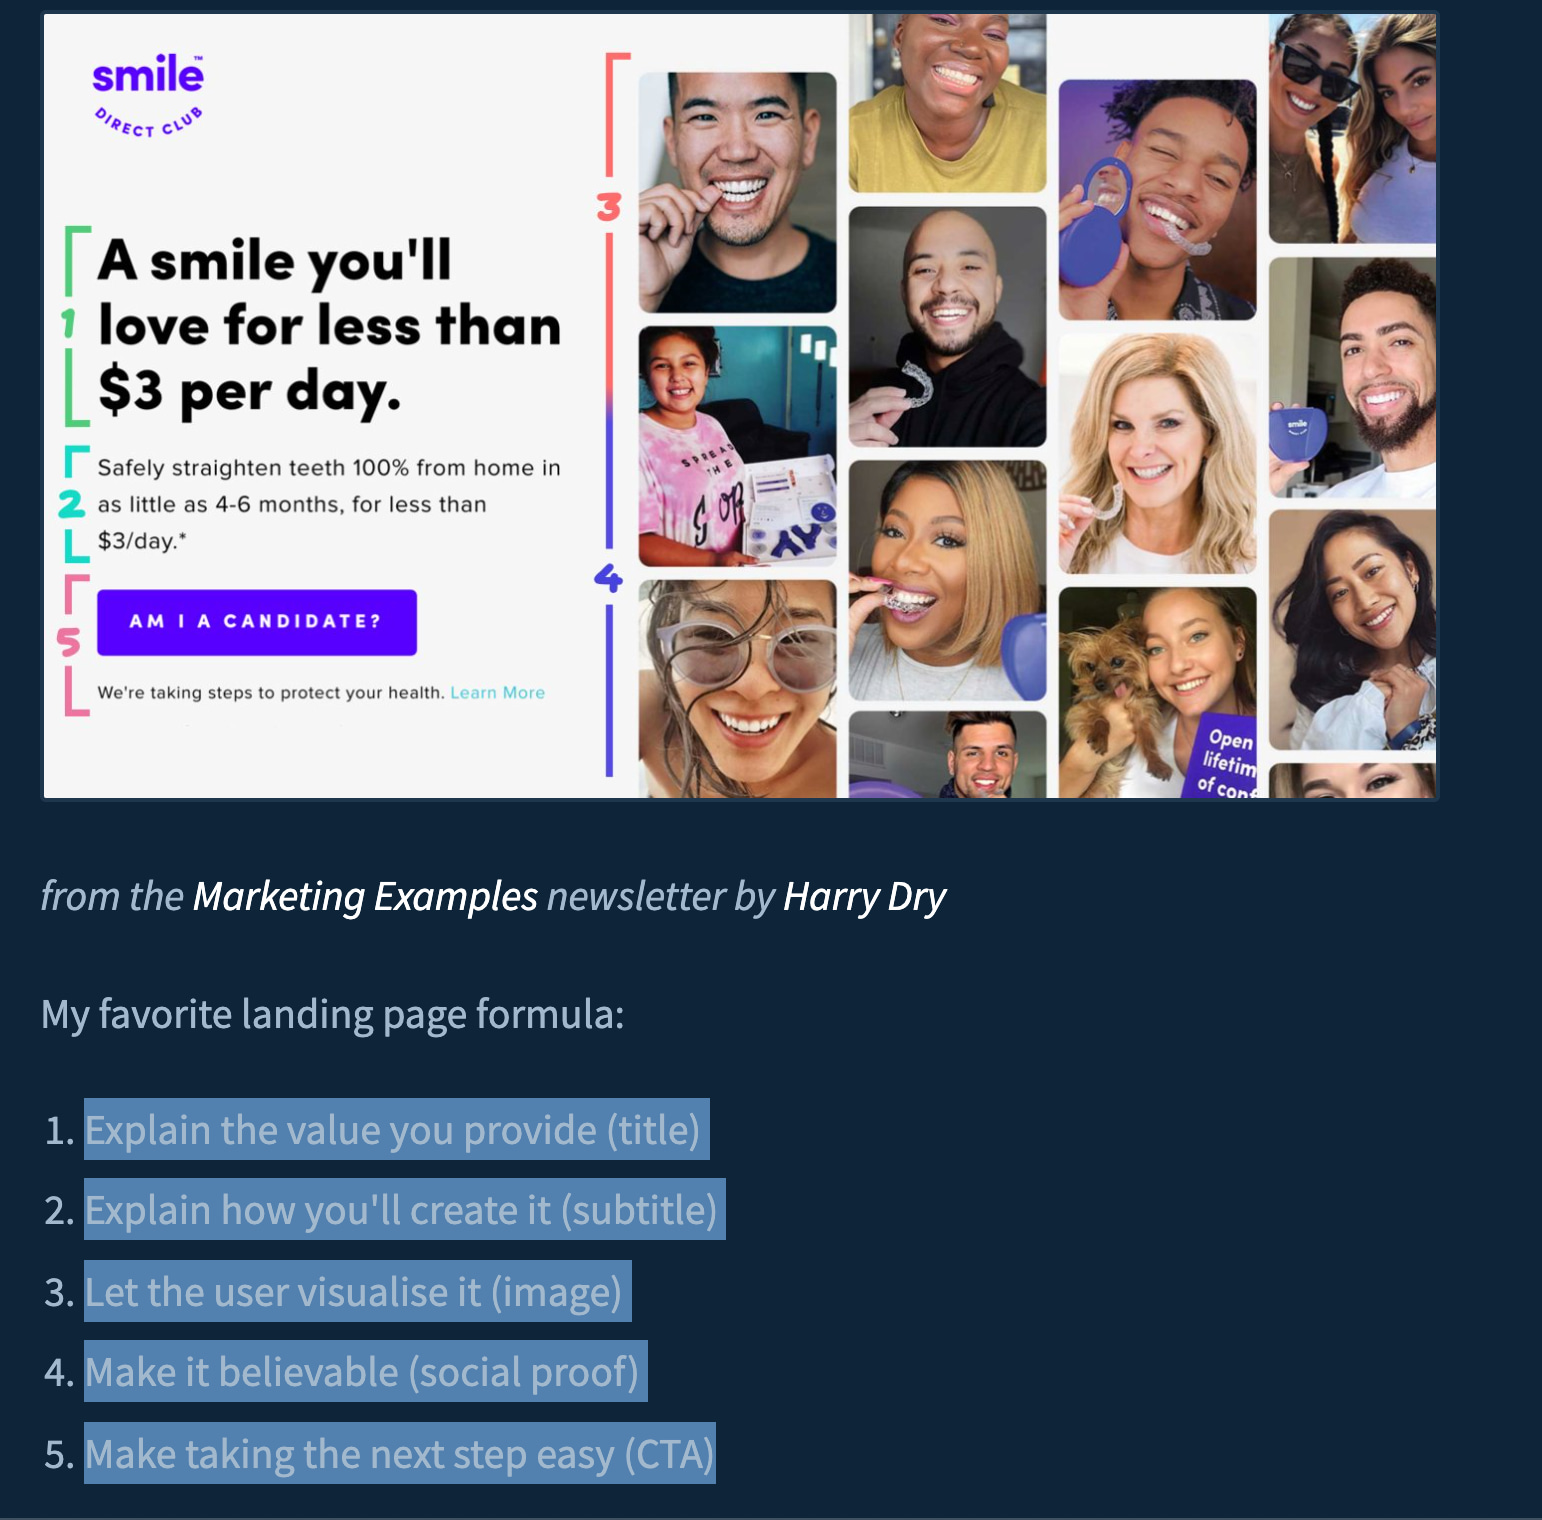 smile™
DIRECT CLUB
1
A smile you'll
love for less than
$3 per day.
2
Safely straighten teeth 100% from home in
as little as 4-6 months, for less than
$3/day.*
5
AM I A CANDIDATE?
We're taking steps to protect your health. Learn More
3
4
SPREAD
THE
smile
Open
lifetim
of conf
from the Marketing Examples newsletter by Harry Dry
My favorite landing page formula:
1. Explain the value you provide (title)
2. Explain how you'll create it (subtitle)
3. Let the user visualise it (image)
4. Make it believable (social proof)
5. Make taking the next step easy (CTA)